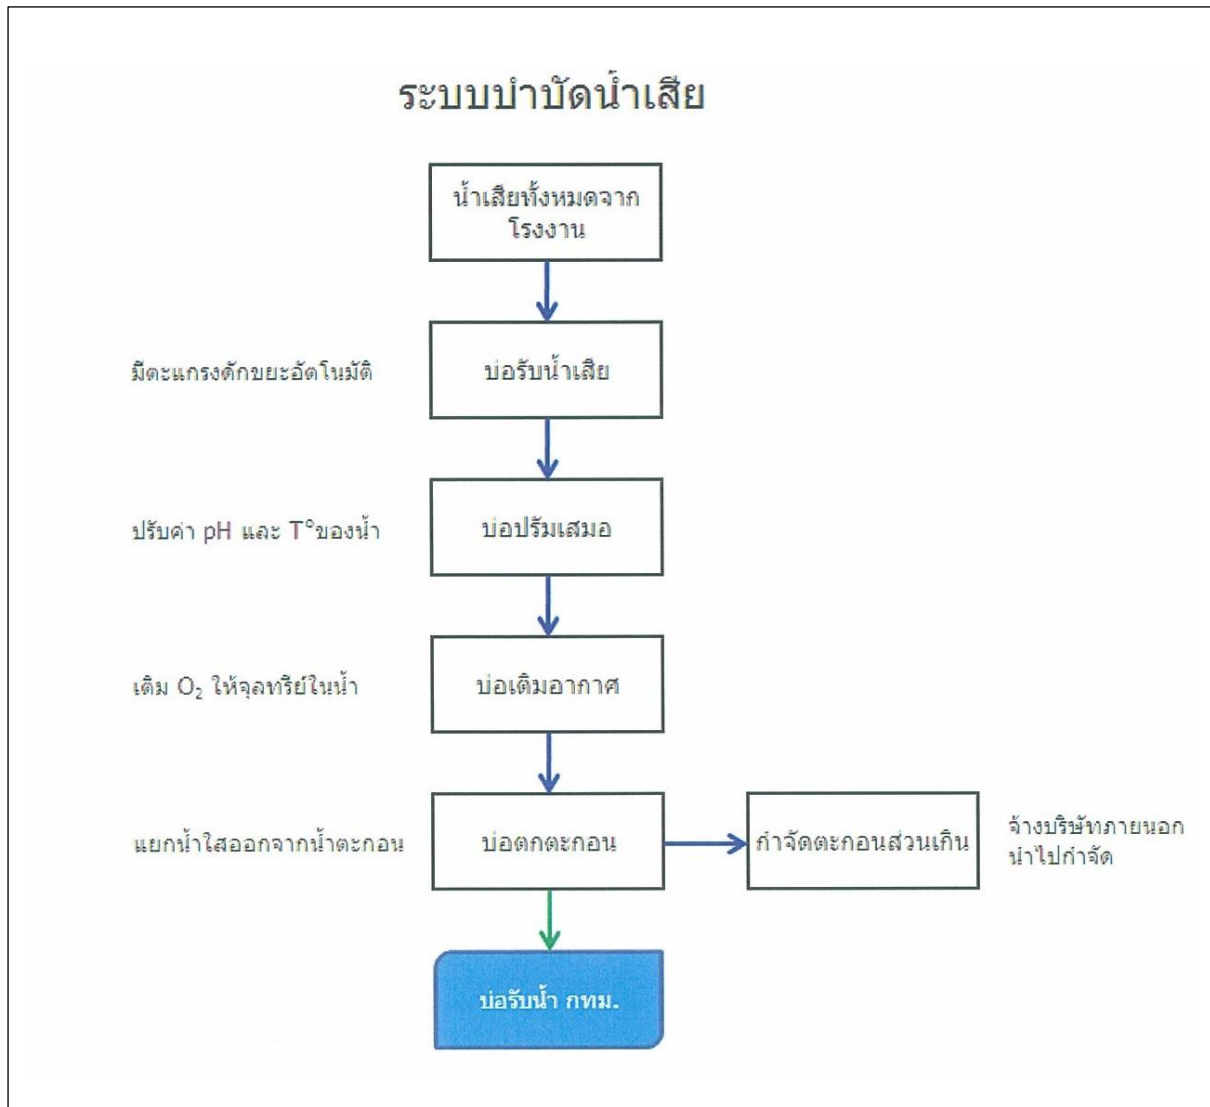 ระบบบำบัดน้ำเสีย
น้ำเสียทั้งหมดจาก
โรงงาน
มีตะแกรงดักขยะอัตโนมัติ
บ่อรับน้ำเสีย
ปรับค่า pH และ T°ของน้ำ
บ่อปรับเสมอ
เติม O₂ ให้จุลทรีย์ในน้ำ
บ่อเติมอากาศ
แยกน้ำใสออกจากน้ำตะกอน
บ่อตกตะกอน
กำจัดตะกอนส่วนเกิน
จ้างบริษัทภายนอก
นำไปกำจัด
บ่อรับน้ำ กทม.